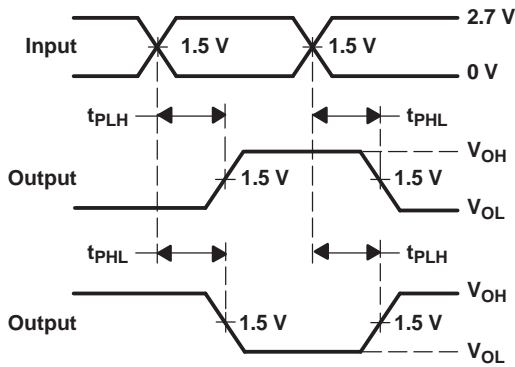 2.7 V
Input 1.5 V 1.5 V
0 V
tPLH tPHL
VOH
Output 1.5 V 1.5 V
VOL
tPHL tPLH
VOH
Output 1.5 V 1.5 V
VOL